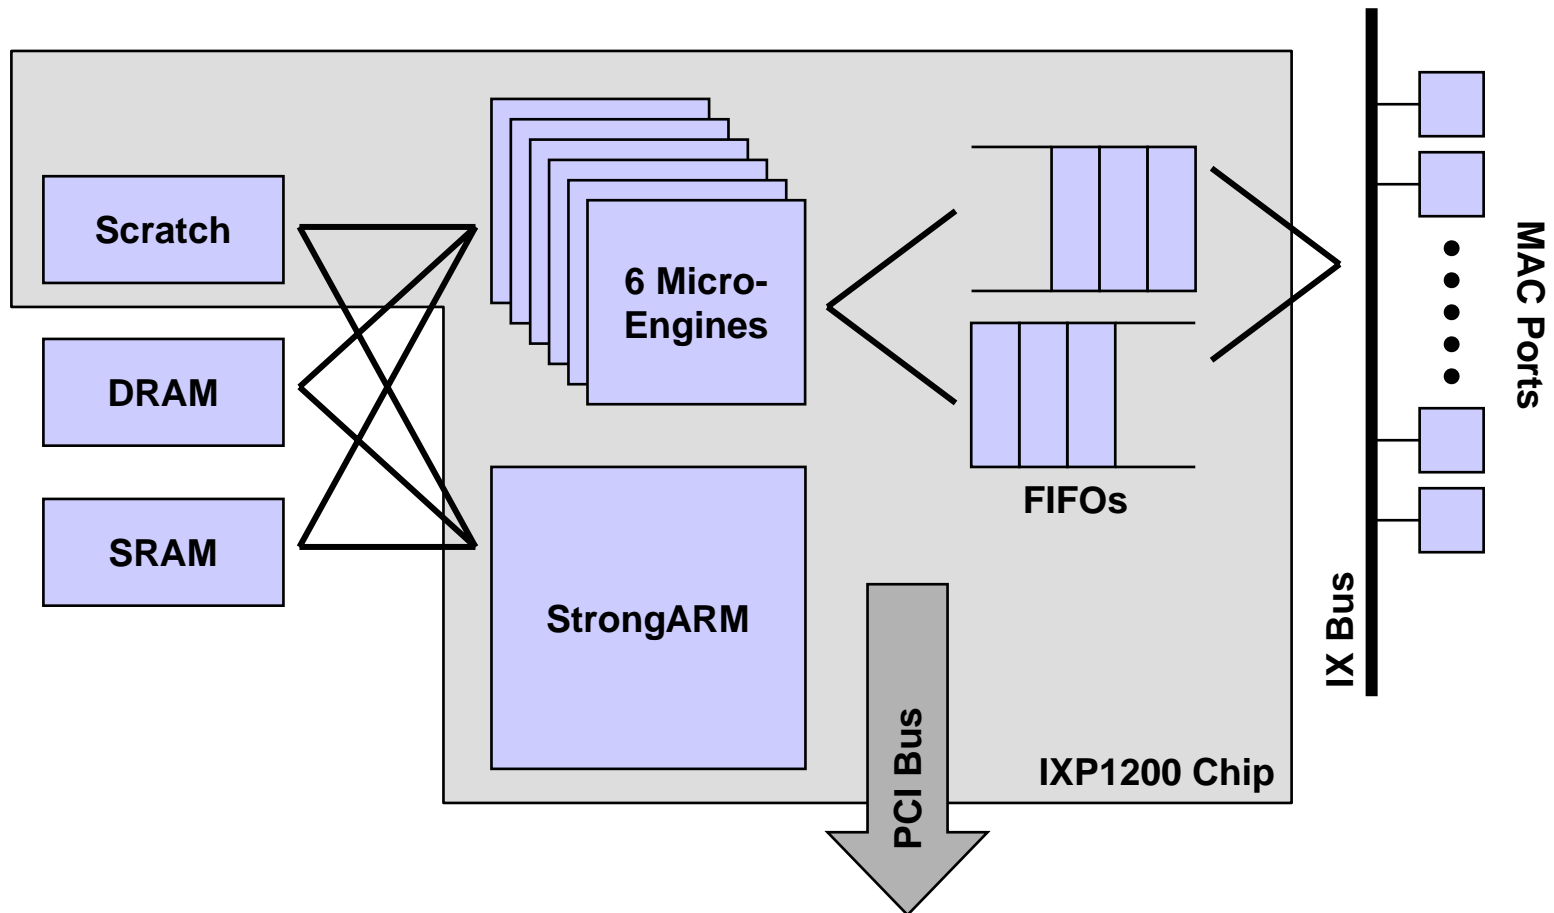 Scratch
DRAM
SRAM
6 Micro-
Engines
StrongARM
FIFOs
PCI Bus
IXP1200 Chip
IX Bus
MAC Ports